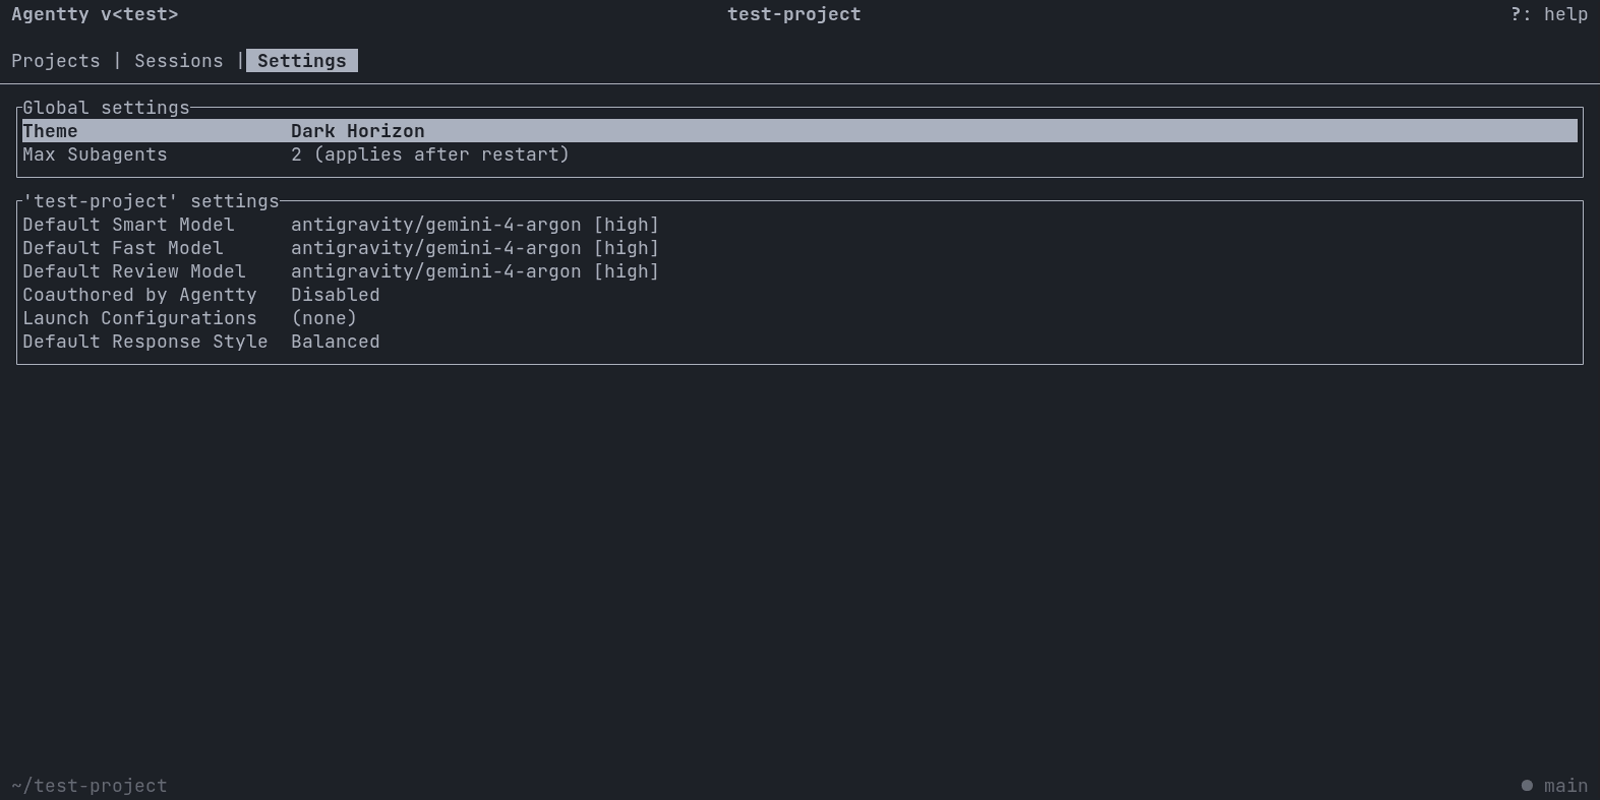 Agentty v<test> test-project ?: help
Projects | Sessions | Settings
Global settings
Theme Dark Horizon
Max Subagents 2 (applies after restart)
'test-project' settings
Default Smart Model antigravity/gemini-4-argon [high]
Default Fast Model antigravity/gemini-4-argon [high]
Default Review Model antigravity/gemini-4-argon [high]
Coauthored by Agentty Disabled
Launch Configurations (none)
Default Response Style Balanced
~/test-project ● main